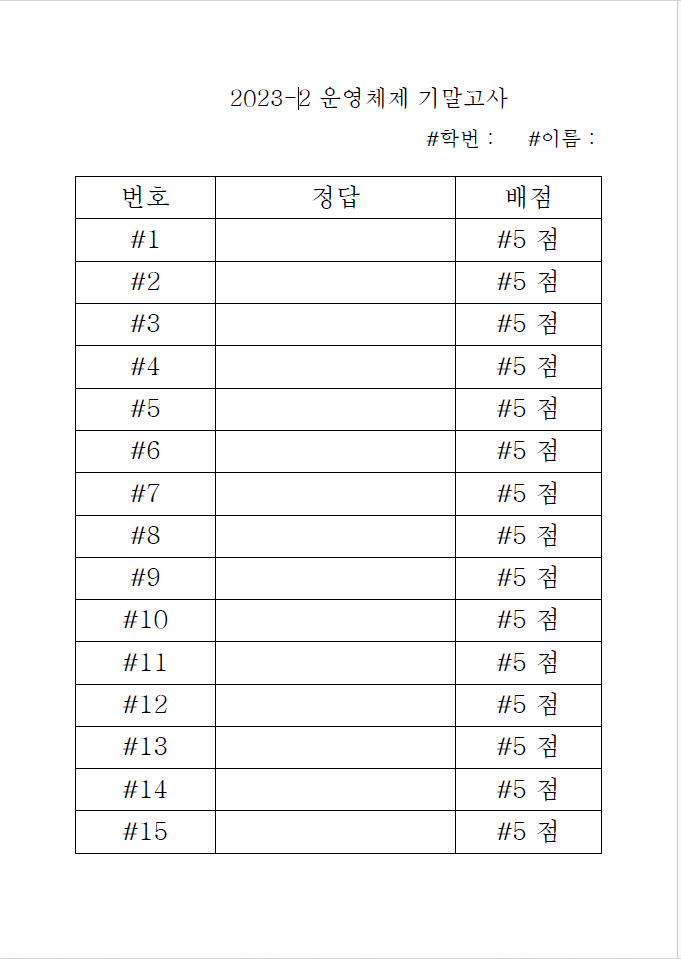 2023-2 운영체제 기말고사
#학번 : #이름 :
번호 정답 배점
#1 #5 점
#2 #5 점
#3 #5 점
#4 #5 점
#5 #5 점
#6 #5 점
#7 #5 점
#8 #5 점
#9 #5 점
#10 #5 점
#11 #5 점
#12 #5 점
#13 #5 점
#14 #5 점
#15 #5 점